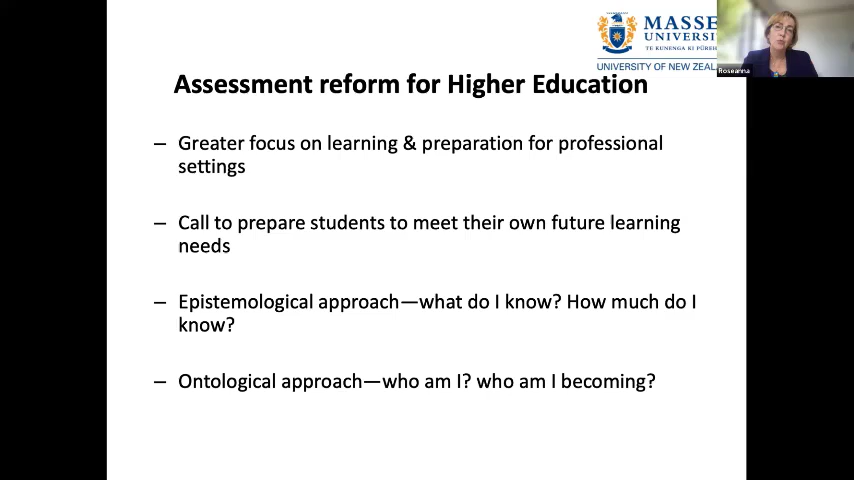 MASSE
UNIVERSI
TE KUNENGA KI PŪREH
UNIVERSITY OF NEW ZEAL
Roseanna
Assessment reform for Higher Education
– Greater focus on learning & preparation for professional
settings
– Call to prepare students to meet their own future learning
needs
– Epistemological approach—what do I know? How much do I
know?
– Ontological approach—who am I? who am I becoming?